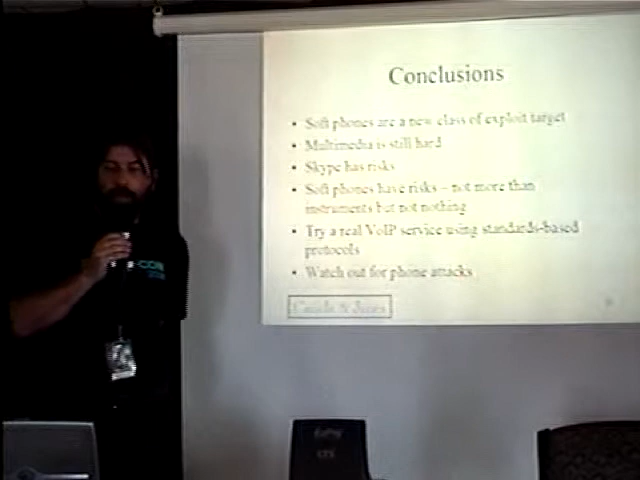 Conclusions
• Soft phones are a new class of exploit target
• Multimedia is still hard
• Skype has risks
• Soft phones have risks – not more than
instruments but not nothing
• Try a real VoIP service using standards-based
protocols
• Watch out for phone attacks